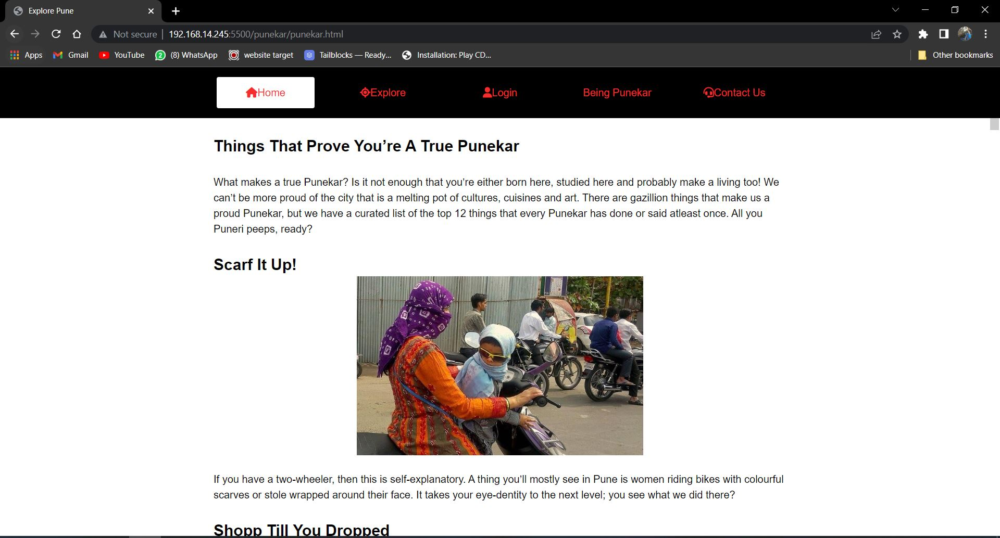 Explore Pune
Not secure | 192.168.14.245:5500/punekar/punekar.html
Apps Gmail YouTube 2 (8) WhatsApp website target Tailblocks — Ready... Installation: Play CD... Other bookmarks
Home Explore Login Being Punekar Contact Us
Things That Prove You’re A True Punekar
What makes a true Punekar? Is it not enough that you’re either born here, studied here and probably make a living too! We
can’t be more proud of the city that is a melting pot of cultures, cuisines and art. There are gazillion things that make us a
proud Punekar, but we have a curated list of the top 12 things that every Punekar has done or said atleast once. All you
Puneri peeps, ready?
Scarf It Up!
If you have a two-wheeler, then this is self-explanatory. A thing you’ll mostly see in Pune is women riding bikes with colourful
scarves or stole wrapped around their face. It takes your eye-dentity to the next level; you see what we did there?
Shopp Till You Dropped